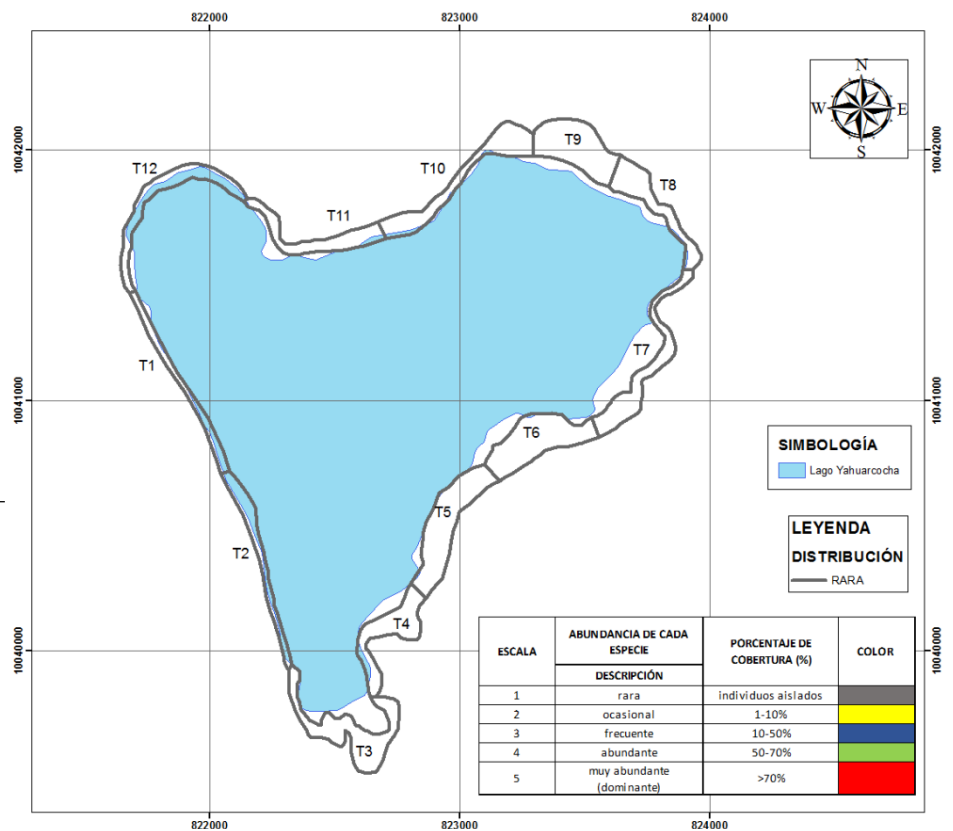 822000 823000 824000
N
W E
S
10042000 10042000
T9
T12
T10
T8
T11
T7
T1
10041000 10041000
T6
SIMBOLOGÍA
Lago Yahuarcocha
T5
LEYENDA
T2
DISTRIBUCIÓN
RARA
T4
10040000 10040000
T3
ESCALA ABUNDANCIA DE CADA ESPECIE PORCENTAJE DE COBERTURA (%) COLOR
DESCRIPCIÓN
1 rara individuos aislados
2 ocasional 1-10%
3 frecuente 10-50%
4 abundante 50-70%
5 muy abundante (dominante) >70%
822000 823000 824000